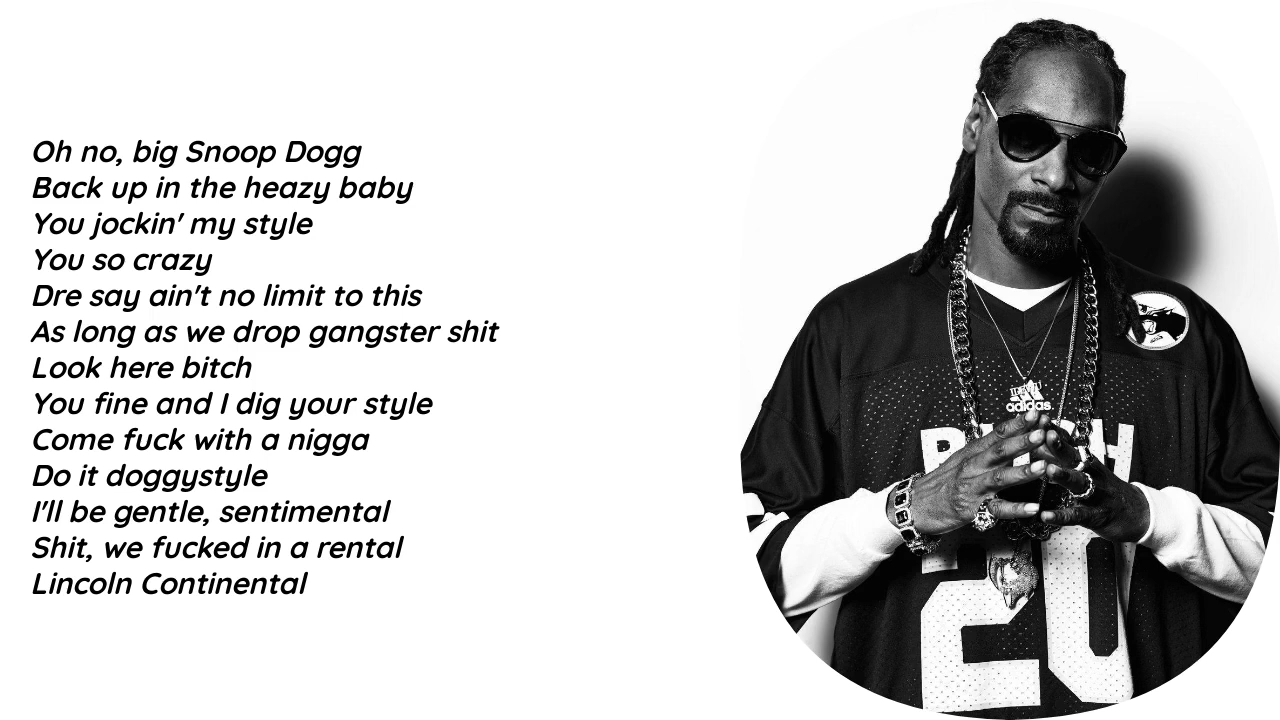 Oh no, big Snoop Dogg
Back up in the heazy baby
You jockin' my style
You so crazy
Dre say ain't no limit to this
As long as we drop gangster shit
Look here bitch
You fine and I dig your style
Come fuck with a nigga
Do it doggystyle
I'll be gentle, sentimental
Shit, we fucked in a rental
Lincoln Continental
adidas
20